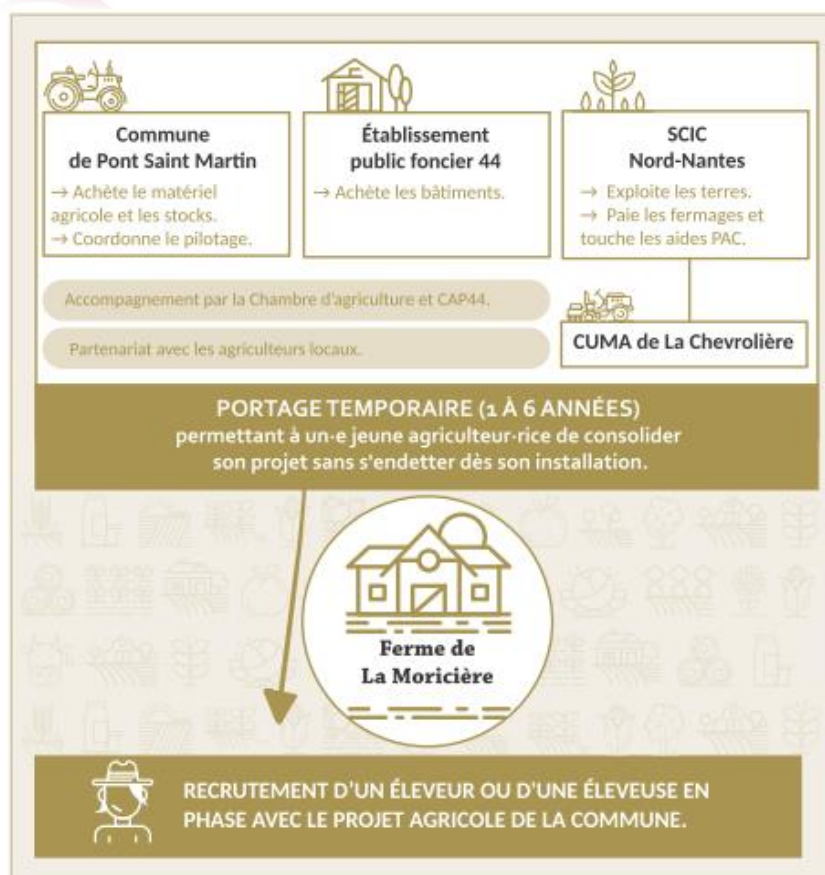 Commune
de Pont Saint Martin
→ Achète le matériel
agricole et les stocks.
→ Coordonne le pilotage.
Établissement
public foncier 44
→ Achète les bâtiments.
SCIC
Nord-Nantes
→ Exploite les terres.
→ Paie les fermages et
touche les aides PAC.
Accompagnement par la Chambre d'agriculture et CAP44.
Partenariat avec les agriculteurs locaux.
CUMA de La Chevrolière
PORTAGE TEMPORAIRE (1 À 6 ANNÉES)
permettant à un·e jeune agriculteur·rice de consolider
son projet sans s'endetter dès son installation.
Ferme de
La Moricière
RECRUTEMENT D'UN ÉLEVEUR OU D'UNE ÉLEVEUSE EN
PHASE AVEC LE PROJET AGRICOLE DE LA COMMUNE.